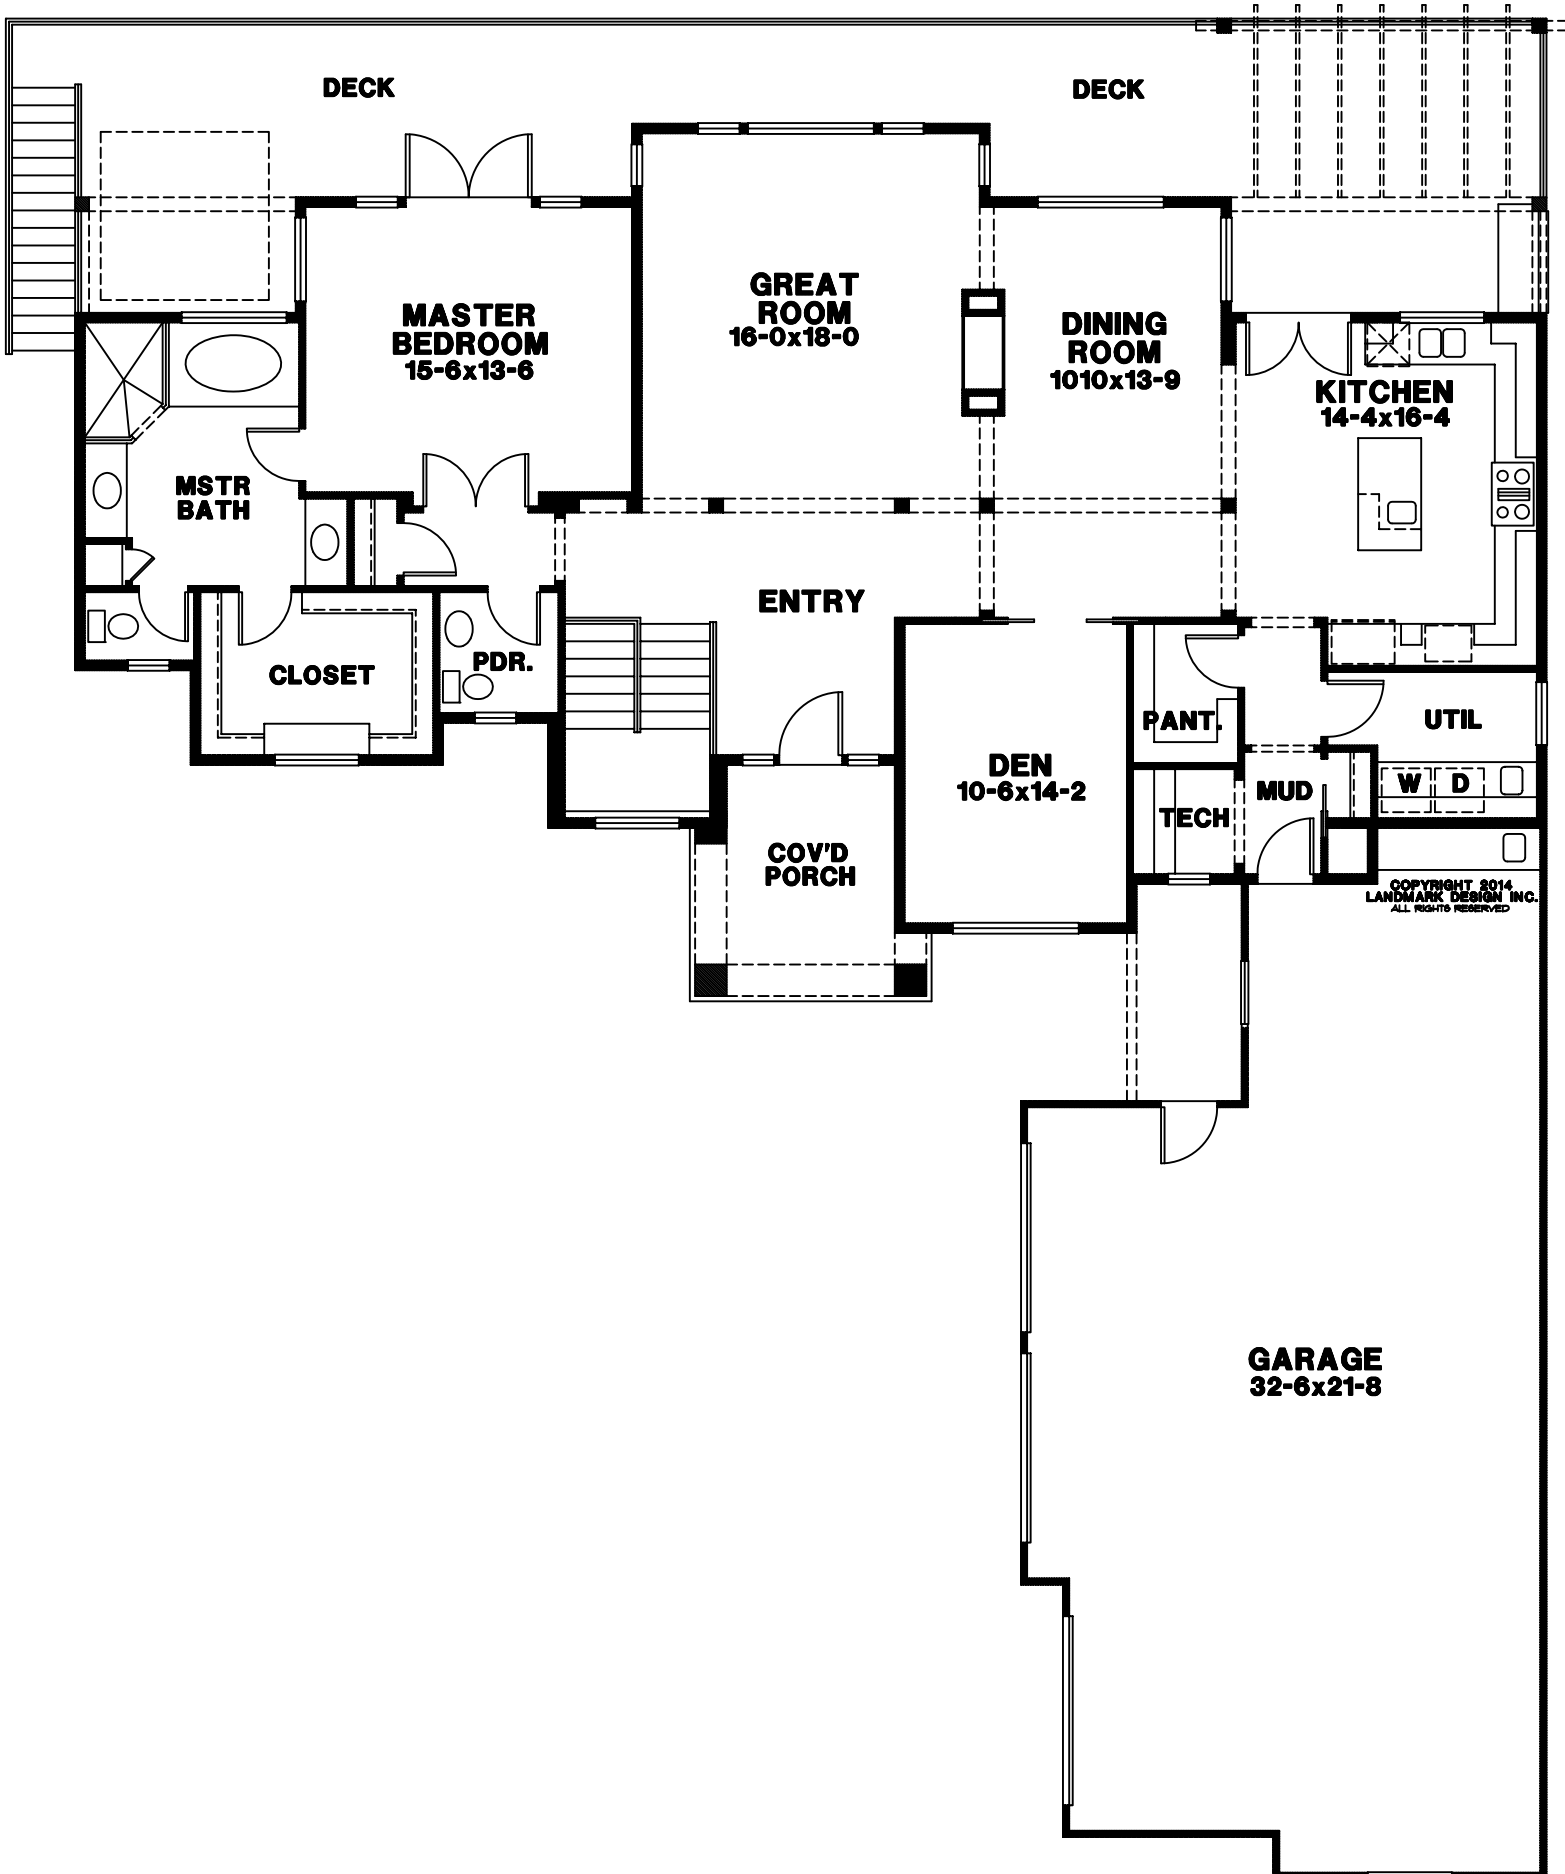 DECK
DECK
GREAT
ROOM
16-0x18-0
MASTER
BEDROOM
15-6x13-6
DINING
ROOM
1010x13-9
KITCHEN
14-4x16-4
MSTR
BATH
ENTRY
CLOSET
PDR.
PANT.
UTIL
DEN
10-6x14-2
MUD
W D
TECH
COV'D
PORCH
COPYRIGHT 2014
LANDMARK DESIGN INC.
ALL RIGHTS RESERVED
GARAGE
32-6x21-8